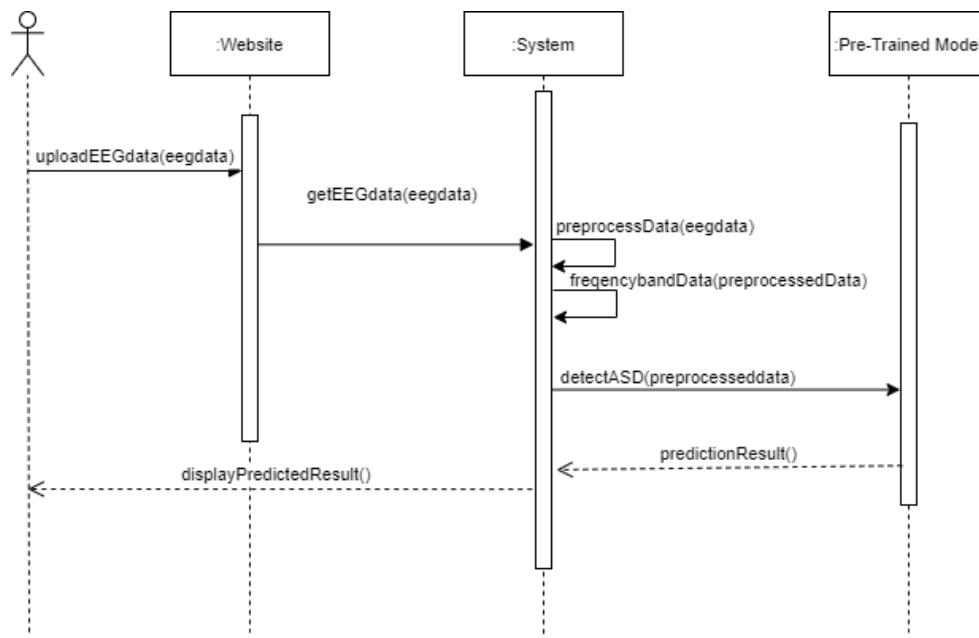 :Website
:System
:Pre-Trained Mode
uploadEEGdata(eegdata)
getEEGdata(eegdata)
preprocessData(eegdata)
freqencybandData(preprocessedData)
detectASD(preprocesseddata)
predictionResult()
displayPredictedResult()